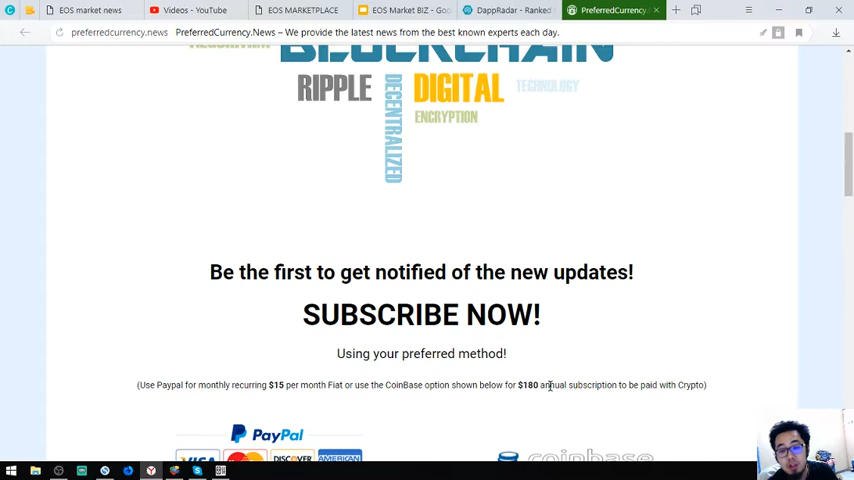 EOS market news
Videos - YouTube
EOS MARKETPLACE
EOS Market BIZ - Goo
DappRadar - Ranked
PreferredCurrency.
preferredcurrency.news PreferredCurrency.News – We provide the latest news from the best known experts each day.
ALGORITHM
BLOCKCHAIN
RIPPLE
DECENTRALIZED
DIGITAL
TECHNOLOGY
ENCRYPTION
Be the first to get notified of the new updates!
SUBSCRIBE NOW!
Using your preferred method!
(Use Paypal for monthly recurring $15 per month Fiat or use the CoinBase option shown below for $180 annual subscription to be paid with Crypto)
PayPal
VISA
DISCOVER
AMERICAN
coinbase